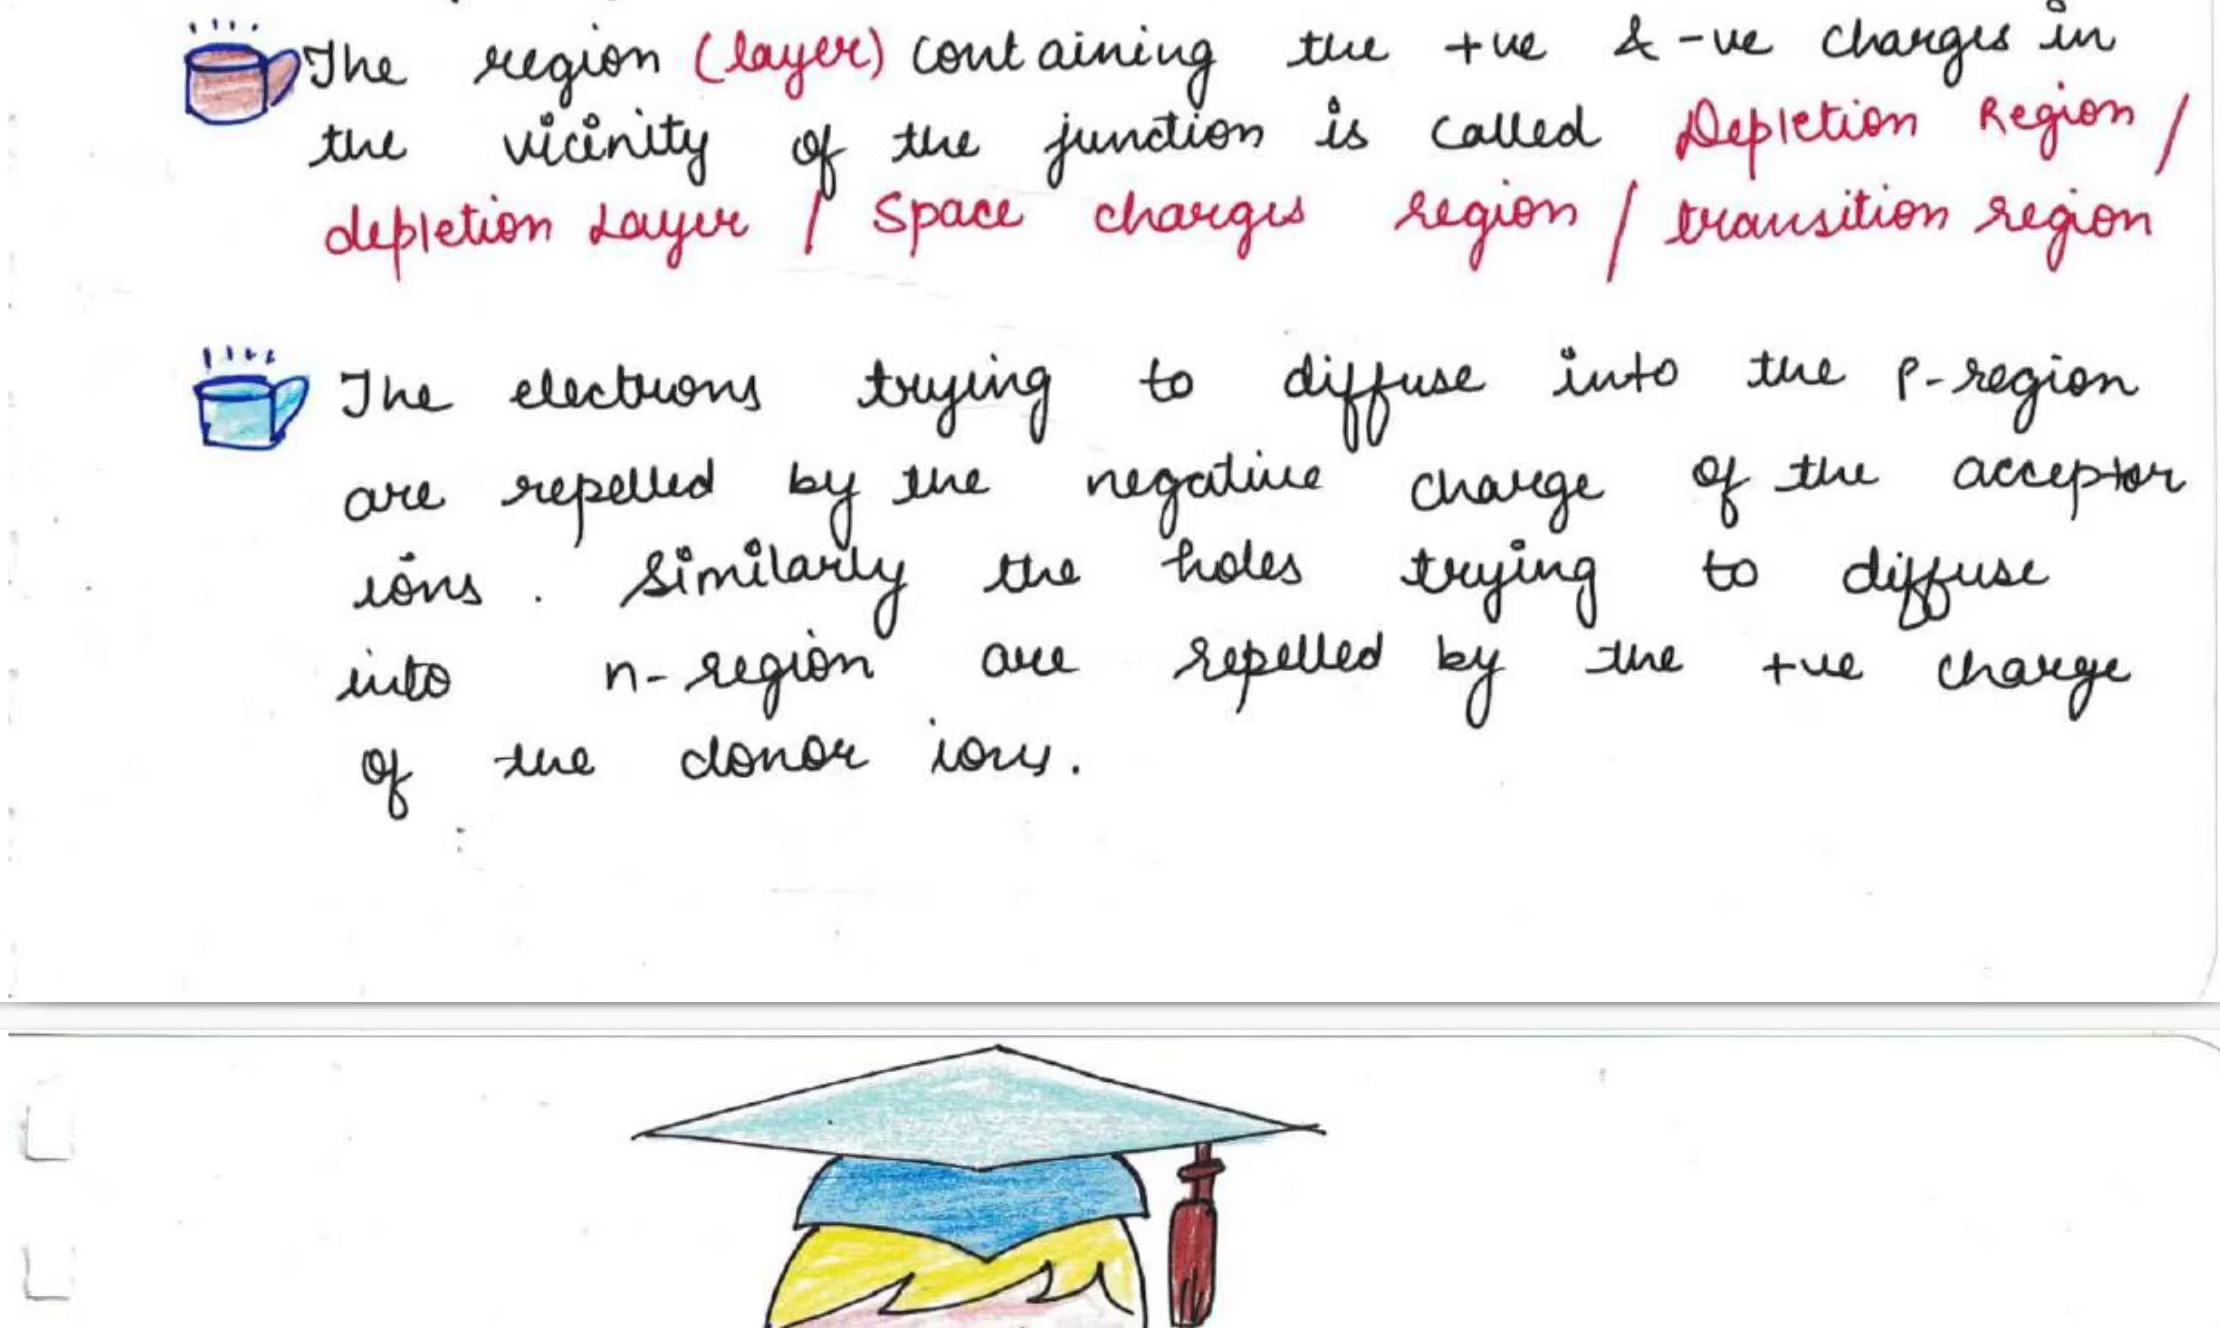 The region (layer) containing the +ve & -ve charges in
the vicinity of the junction is called Depletion Region /
depletion Layer / Space charges region / transition region
The electrons trying to diffuse into the p-region
are repelled by the negative charge of the acceptor
ions. Similarly the holes trying to diffuse
into n-region are repelled by the +ve charge
of the donor ions.